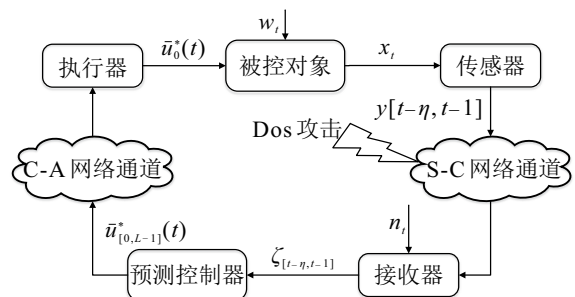 w_t
执行器
ū_0^*(t)
被控对象
x_t
传感器
y[t-η, t-1]
Dos 攻击
C-A 网络通道
S-C 网络通道
n_t
ū^*_{[0,L-1]}(t)
ζ_{[t-η,t-1]}
预测控制器
接收器